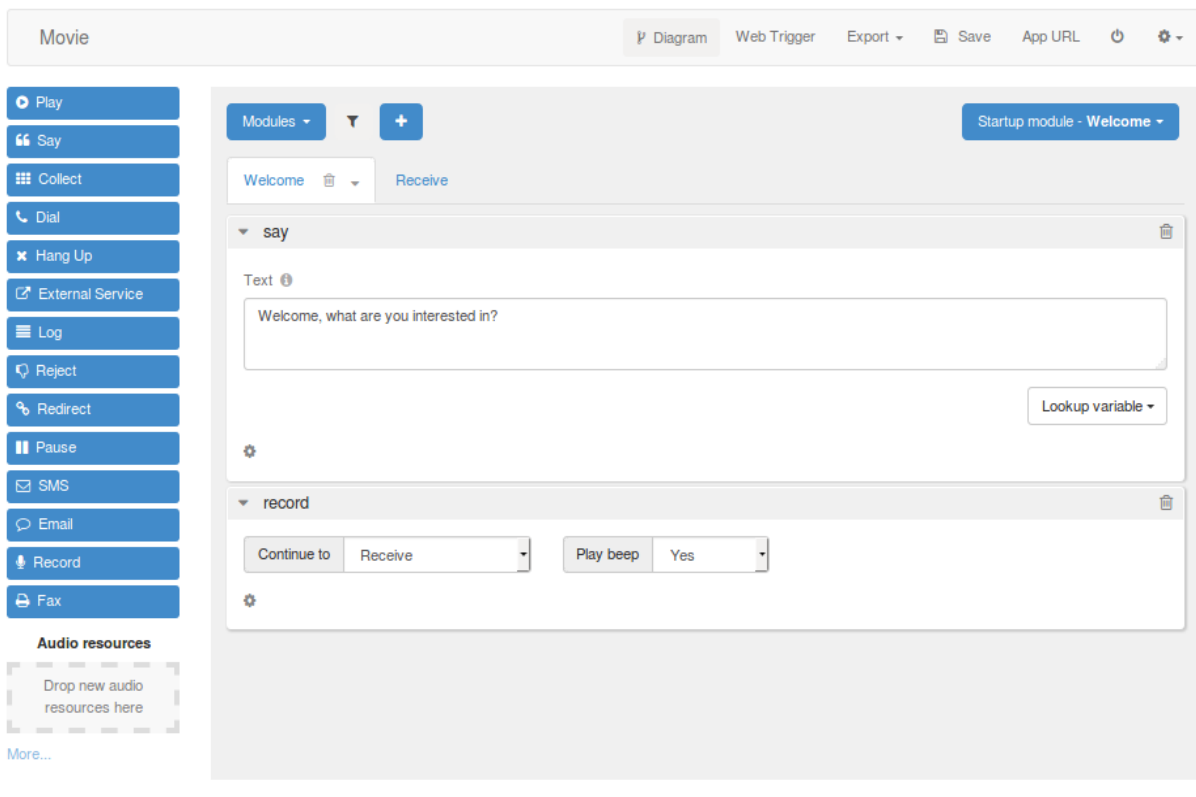 Movie
Diagram
Web Trigger
Export
Save
App URL
Play
Say
Collect
Dial
Hang Up
External Service
Log
Reject
Redirect
Pause
SMS
Email
Record
Fax
Audio resources
Drop new audio
resources here
More...
Modules
Startup module - Welcome
Welcome
Receive
say
Text
Welcome, what are you interested in?
Lookup variable
record
Continue to
Receive
Play beep
Yes